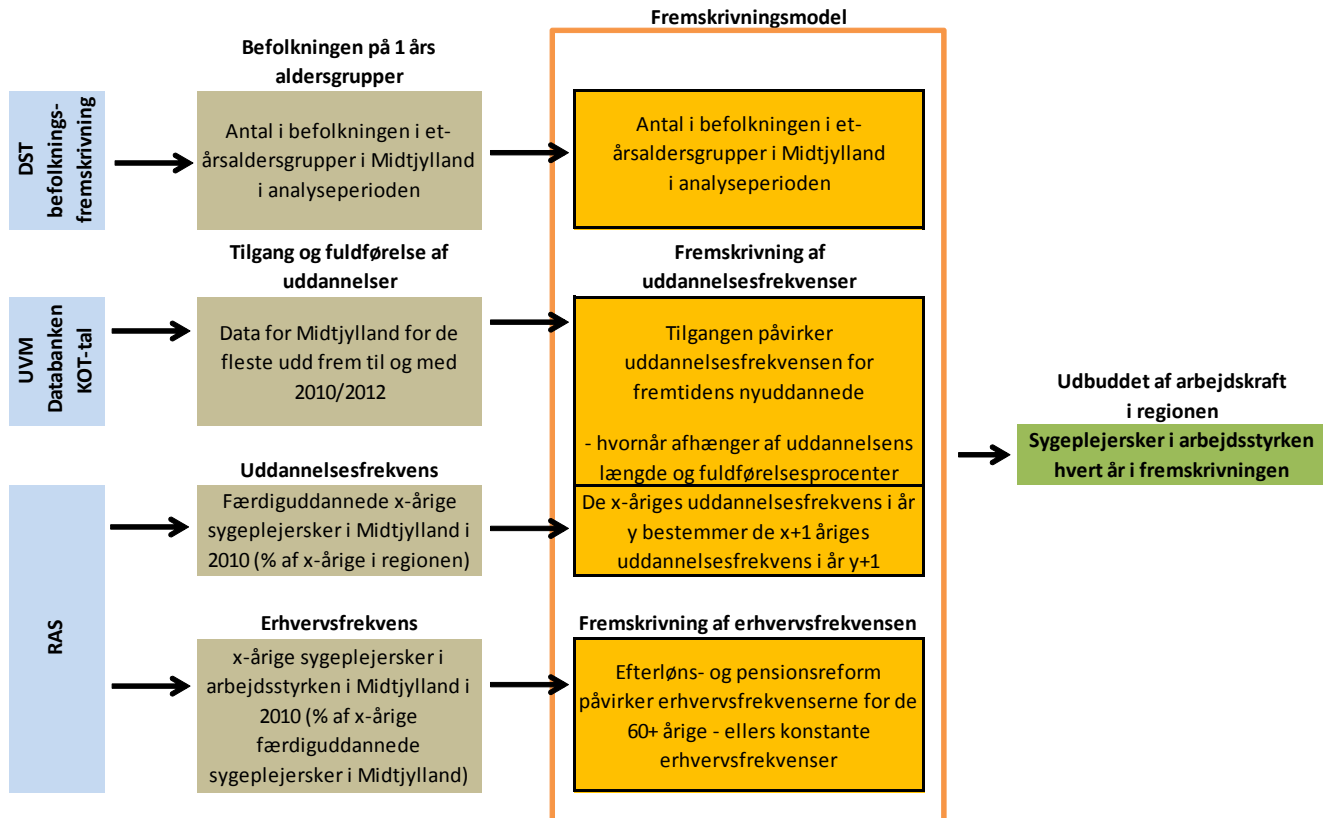 Fremskrivningsmodel
Befolkningen på 1 års
aldersgrupper
DST
befolknings-
fremskrivning
Antal i befolkningen i et-
årsaldersgrupper i Midtjylland
i analyseperioden
Antal i befolkningen i et-
årsaldersgrupper i Midtjylland
i analyseperioden
Tilgang og fuldførelse af
uddannelser
Fremskrivning af
uddannelsesfrekvenser
UVM
Databanken
KOT-tal
Data for Midtjylland for de
fleste udd frem til og med
2010/2012
Tilgangen påvirker
uddannelsesfrekvensen for
fremtidens nyuddannede
- hvornår afhænger af uddannelsens
længde og fuldførelsesprocenter
Udbuddet af arbejdskraft
i regionen
Sygeplejersker i arbejdsstyrken
hvert år i fremskrivningen
RAS
Uddannelsesfrekvens
Færdiguddannede x-årige
sygeplejersker i Midtjylland i
2010 (% af x-årige i regionen)
De x-åriges uddannelsesfrekvens i år
y bestemmer de x+1 åriges
uddannelsesfrekvens i år y+1
Erhvervsfrekvens
x-årige sygeplejersker i
arbejdsstyrken i Midtjylland i
2010 (% af x-årige
færdiguddannede
sygeplejersker i Midtjylland)
Fremskrivning af erhvervsfrekvensen
Efterløns- og pensionsreform
påvirker erhvervsfrekvenserne for de
60+ årige - ellers konstante
erhvervsfrekvenser